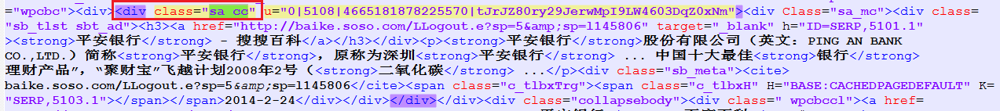 ="wpcbc"><div><div class="sa_cc" u="0|5108|4665181878225570|tJrJZ80ry29JerwMpI9LW4603DqZ0xNm"><div Class="sa_mc"><div class=
"sb_tlst sbt_ad"><h3><a href="http://baike.soso.com/LLogout.e?sp=5&amp;sp=l145806" target="_blank" h="ID=SERP,5101.1"
><strong>平安银行</strong> - 搜搜百科</a></h3></div><p><strong>平安银行</strong>股份有限公司（英文：PING AN BANK
CO.,LTD.）简称<strong>平安银行</strong>，原称为深圳<strong>平安银行</strong> ... 中国十大最佳<strong>银行</strong>
理财产品”，“聚财宝”飞越计划2008年2号（<strong>二氧化碳</strong> ...</p><div class="sb_meta"><cite>
baike.soso.com/LLogout.e?sp=5&amp;sp=l145806</cite><span class="c_tlbxTrg"><span class="c_tlbxH" H="BASE:CACHEDPAGEDEFAULT" K=
"SERP,5103.1"></span></span>2014-2-24</div></div></div></div><div class="collapsebody"><div class=" wpcbccl"><a href=